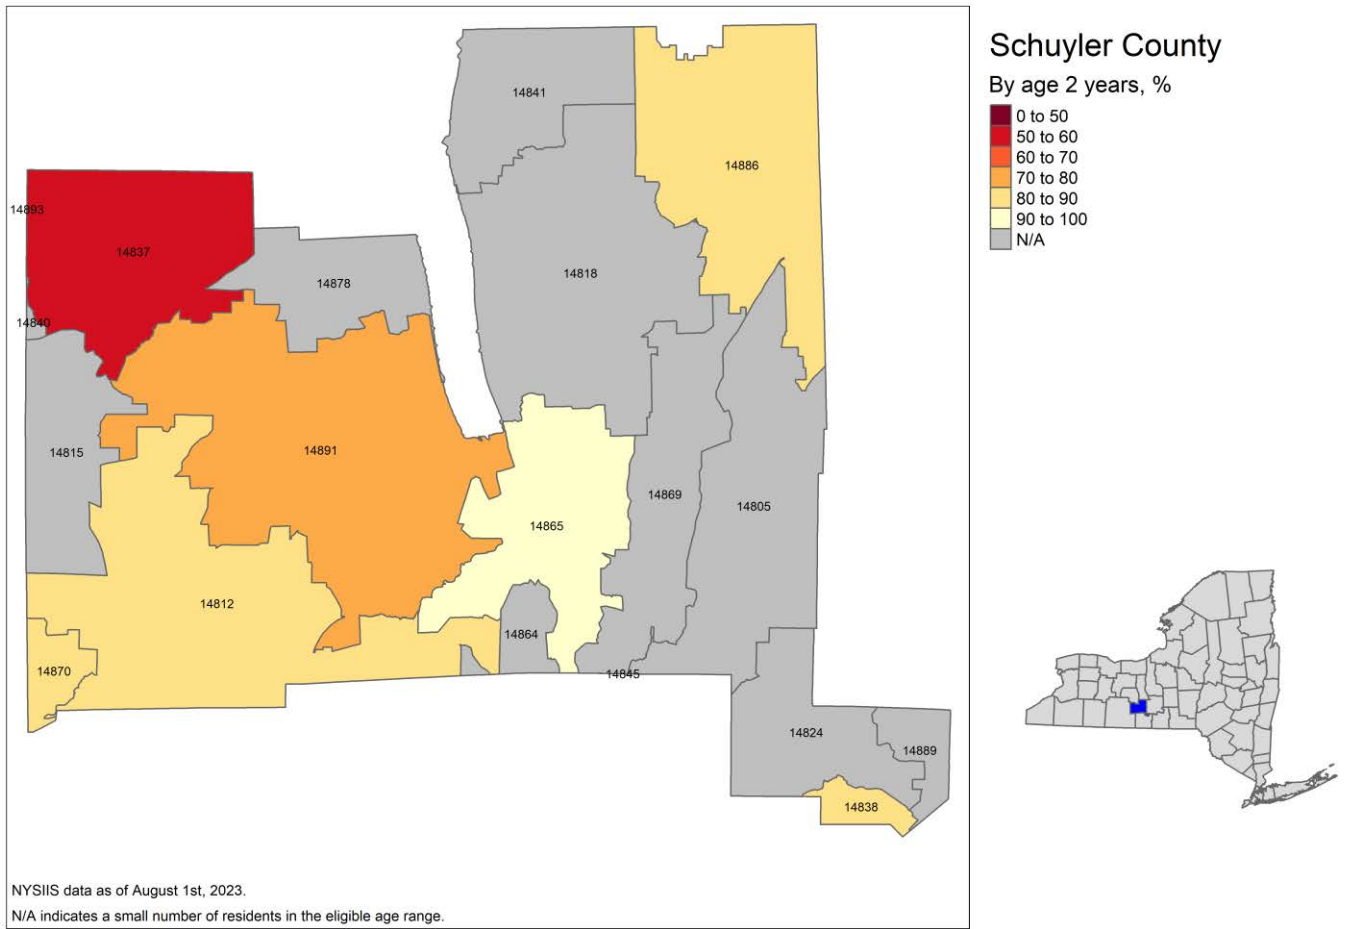 Schuyler County
By age 2 years, %
0 to 50
50 to 60
60 to 70
70 to 80
80 to 90
90 to 100
N/A
14841
14886
14893
14837
14818
14878
14840
14891
14815
14869
14805
14865
14812
14864
14870
14845
14824
14889
14838
NYSIIS data as of August 1st, 2023.
N/A indicates a small number of residents in the eligible age range.